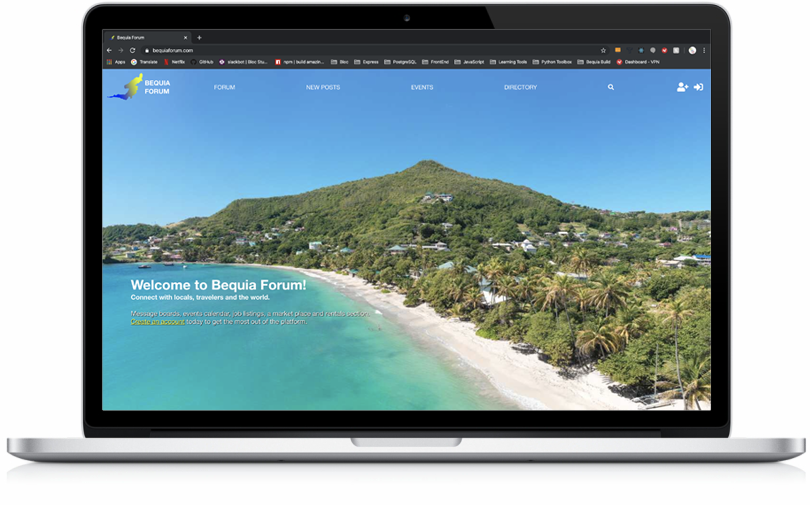 Bequia Forum
bequiaforum.com
Apps Translate Netflix GitHub slackbot | Bloc Stu... npm | build amazin... Bloc Express PostgreSQL FrontEnd JavaScript Learning Tools Python Toolbox Bequia Build Dashboard - VPN
BEQUIA
FORUM
FORUM NEW POSTS EVENTS DIRECTORY
Welcome to Bequia Forum!
Connect with locals, travelers and the world.
Message boards, events calendar, job listings, a market place and rentals section.
Create an account today to get the most out of the platform.